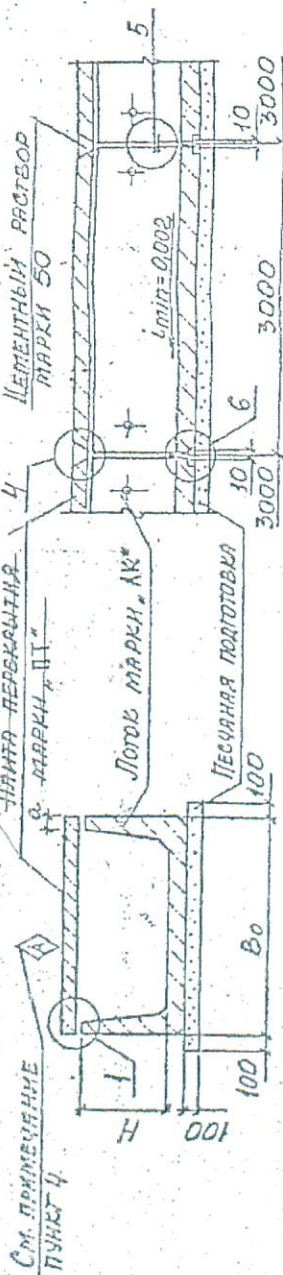 См. примечание
пункт 4.
А
Плита перекрытия
марки „ПТ"
4
Цементный раствор
марки 50
а
1
Н
100
Лоток марки „ЛК"
imin=0,002
5
6
Песчаная подготовка
100
Во
100
10
3000
3000
10
3000